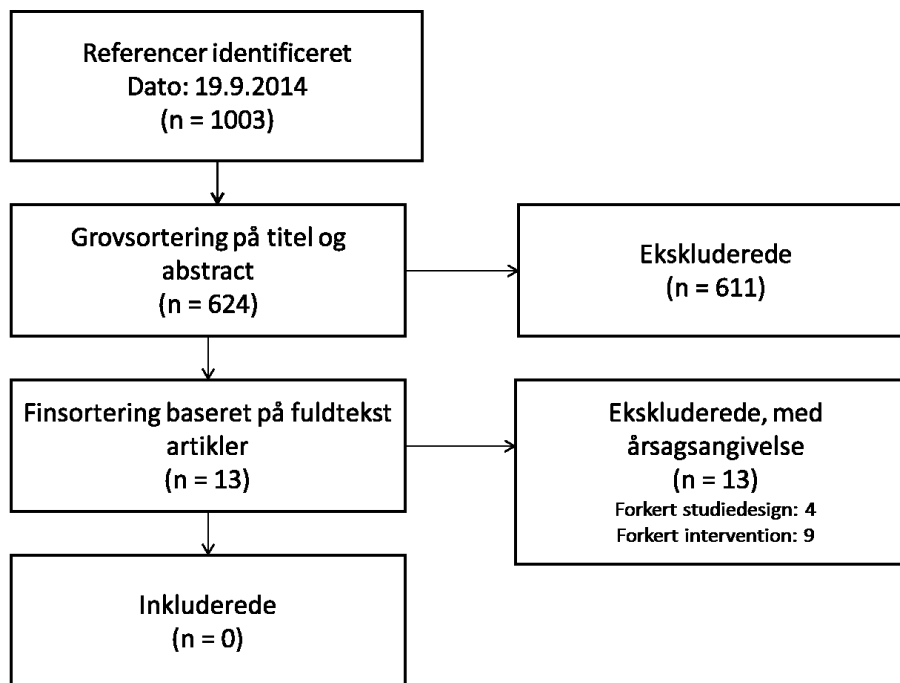 Referencer identificeret
Dato: 19.9.2014
(n = 1003)
Grovsortering på titel og
abstract
(n = 624)
Ekskluderede
(n = 611)
Finsortering baseret på fuldtekst
artikler
(n = 13)
Ekskluderede, med
årsagsangivelse
(n = 13)
Forkert studiedesign: 4
Forkert intervention: 9
Inkluderede
(n = 0)